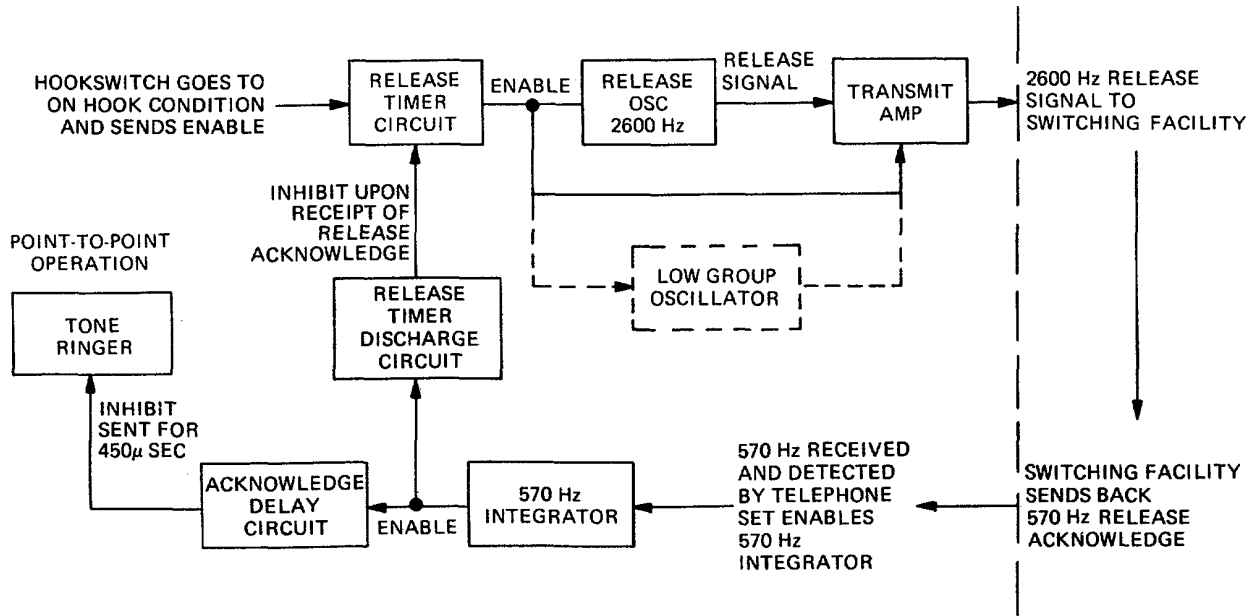 HOOKSWITCH GOES TO
ON HOOK CONDITION
AND SENDS ENABLE
RELEASE
TIMER
CIRCUIT
ENABLE
RELEASE
OSC
2600 Hz
RELEASE
SIGNAL
TRANSMIT
AMP
2600 Hz RELEASE
SIGNAL TO
SWITCHING FACILITY
INHIBIT UPON
RECEIPT OF
RELEASE
ACKNOWLEDGE
POINT-TO-POINT
OPERATION
TONE
RINGER
LOW GROUP
OSCILLATOR
RELEASE
TIMER
DISCHARGE
CIRCUIT
INHIBIT
SENT FOR
450μ SEC
ACKNOWLEDGE
DELAY
CIRCUIT
ENABLE
570 Hz
INTEGRATOR
570 Hz RECEIVED
AND DETECTED
BY TELEPHONE
SET ENABLES
570 Hz
INTEGRATOR
SWITCHING FACILITY
SENDS BACK
570 Hz RELEASE
ACKNOWLEDGE